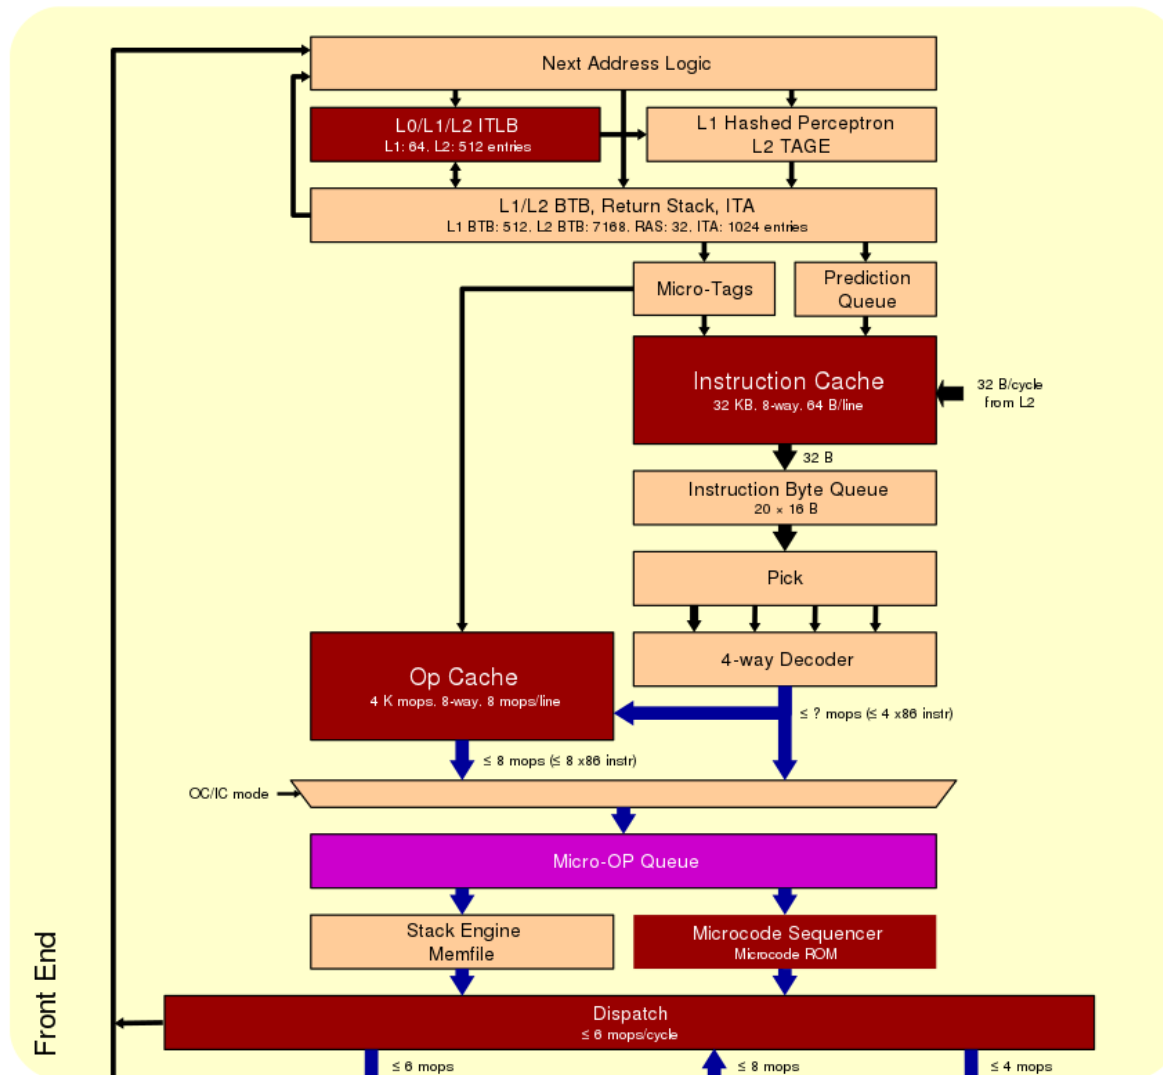 Next Address Logic
L0/L1/L2 ITLB
L1: 64. L2: 512 entries
L1 Hashed Perceptron
L2 TAGE
L1/L2 BTB, Return Stack, ITA
L1 BTB: 512. L2 BTB: 7168. RAS: 32. ITA: 1024 entries
Micro-Tags
Prediction
Queue
Instruction Cache
32 KB. 8-way. 64 B/line
32 B/cycle
from L2
32 B
Instruction Byte Queue
20 × 16 B
Pick
4-way Decoder
Op Cache
4 K mops. 8-way. 8 mops/line
≤ ? mops (≤ 4 x86 instr)
≤ 8 mops (≤ 8 x86 instr)
OC/IC mode
Micro-OP Queue
Stack Engine
Memfile
Microcode Sequencer
Microcode ROM
Front End
Dispatch
≤ 6 mops/cycle
≤ 6 mops
≤ 8 mops
≤ 4 mops